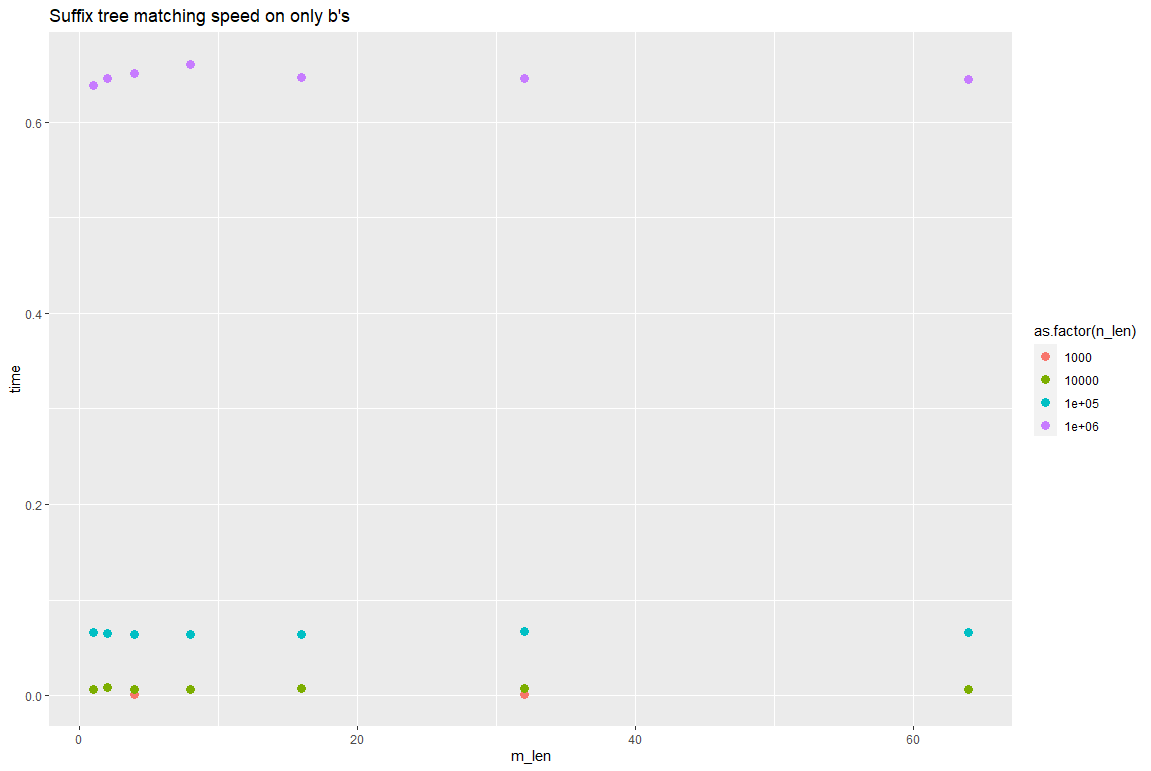 Suffix tree matching speed on only b's
0.6
0.4
0.2
0.0
time
0 20 40 60
m_len
as.factor(n_len)
1000
10000
1e+05
1e+06